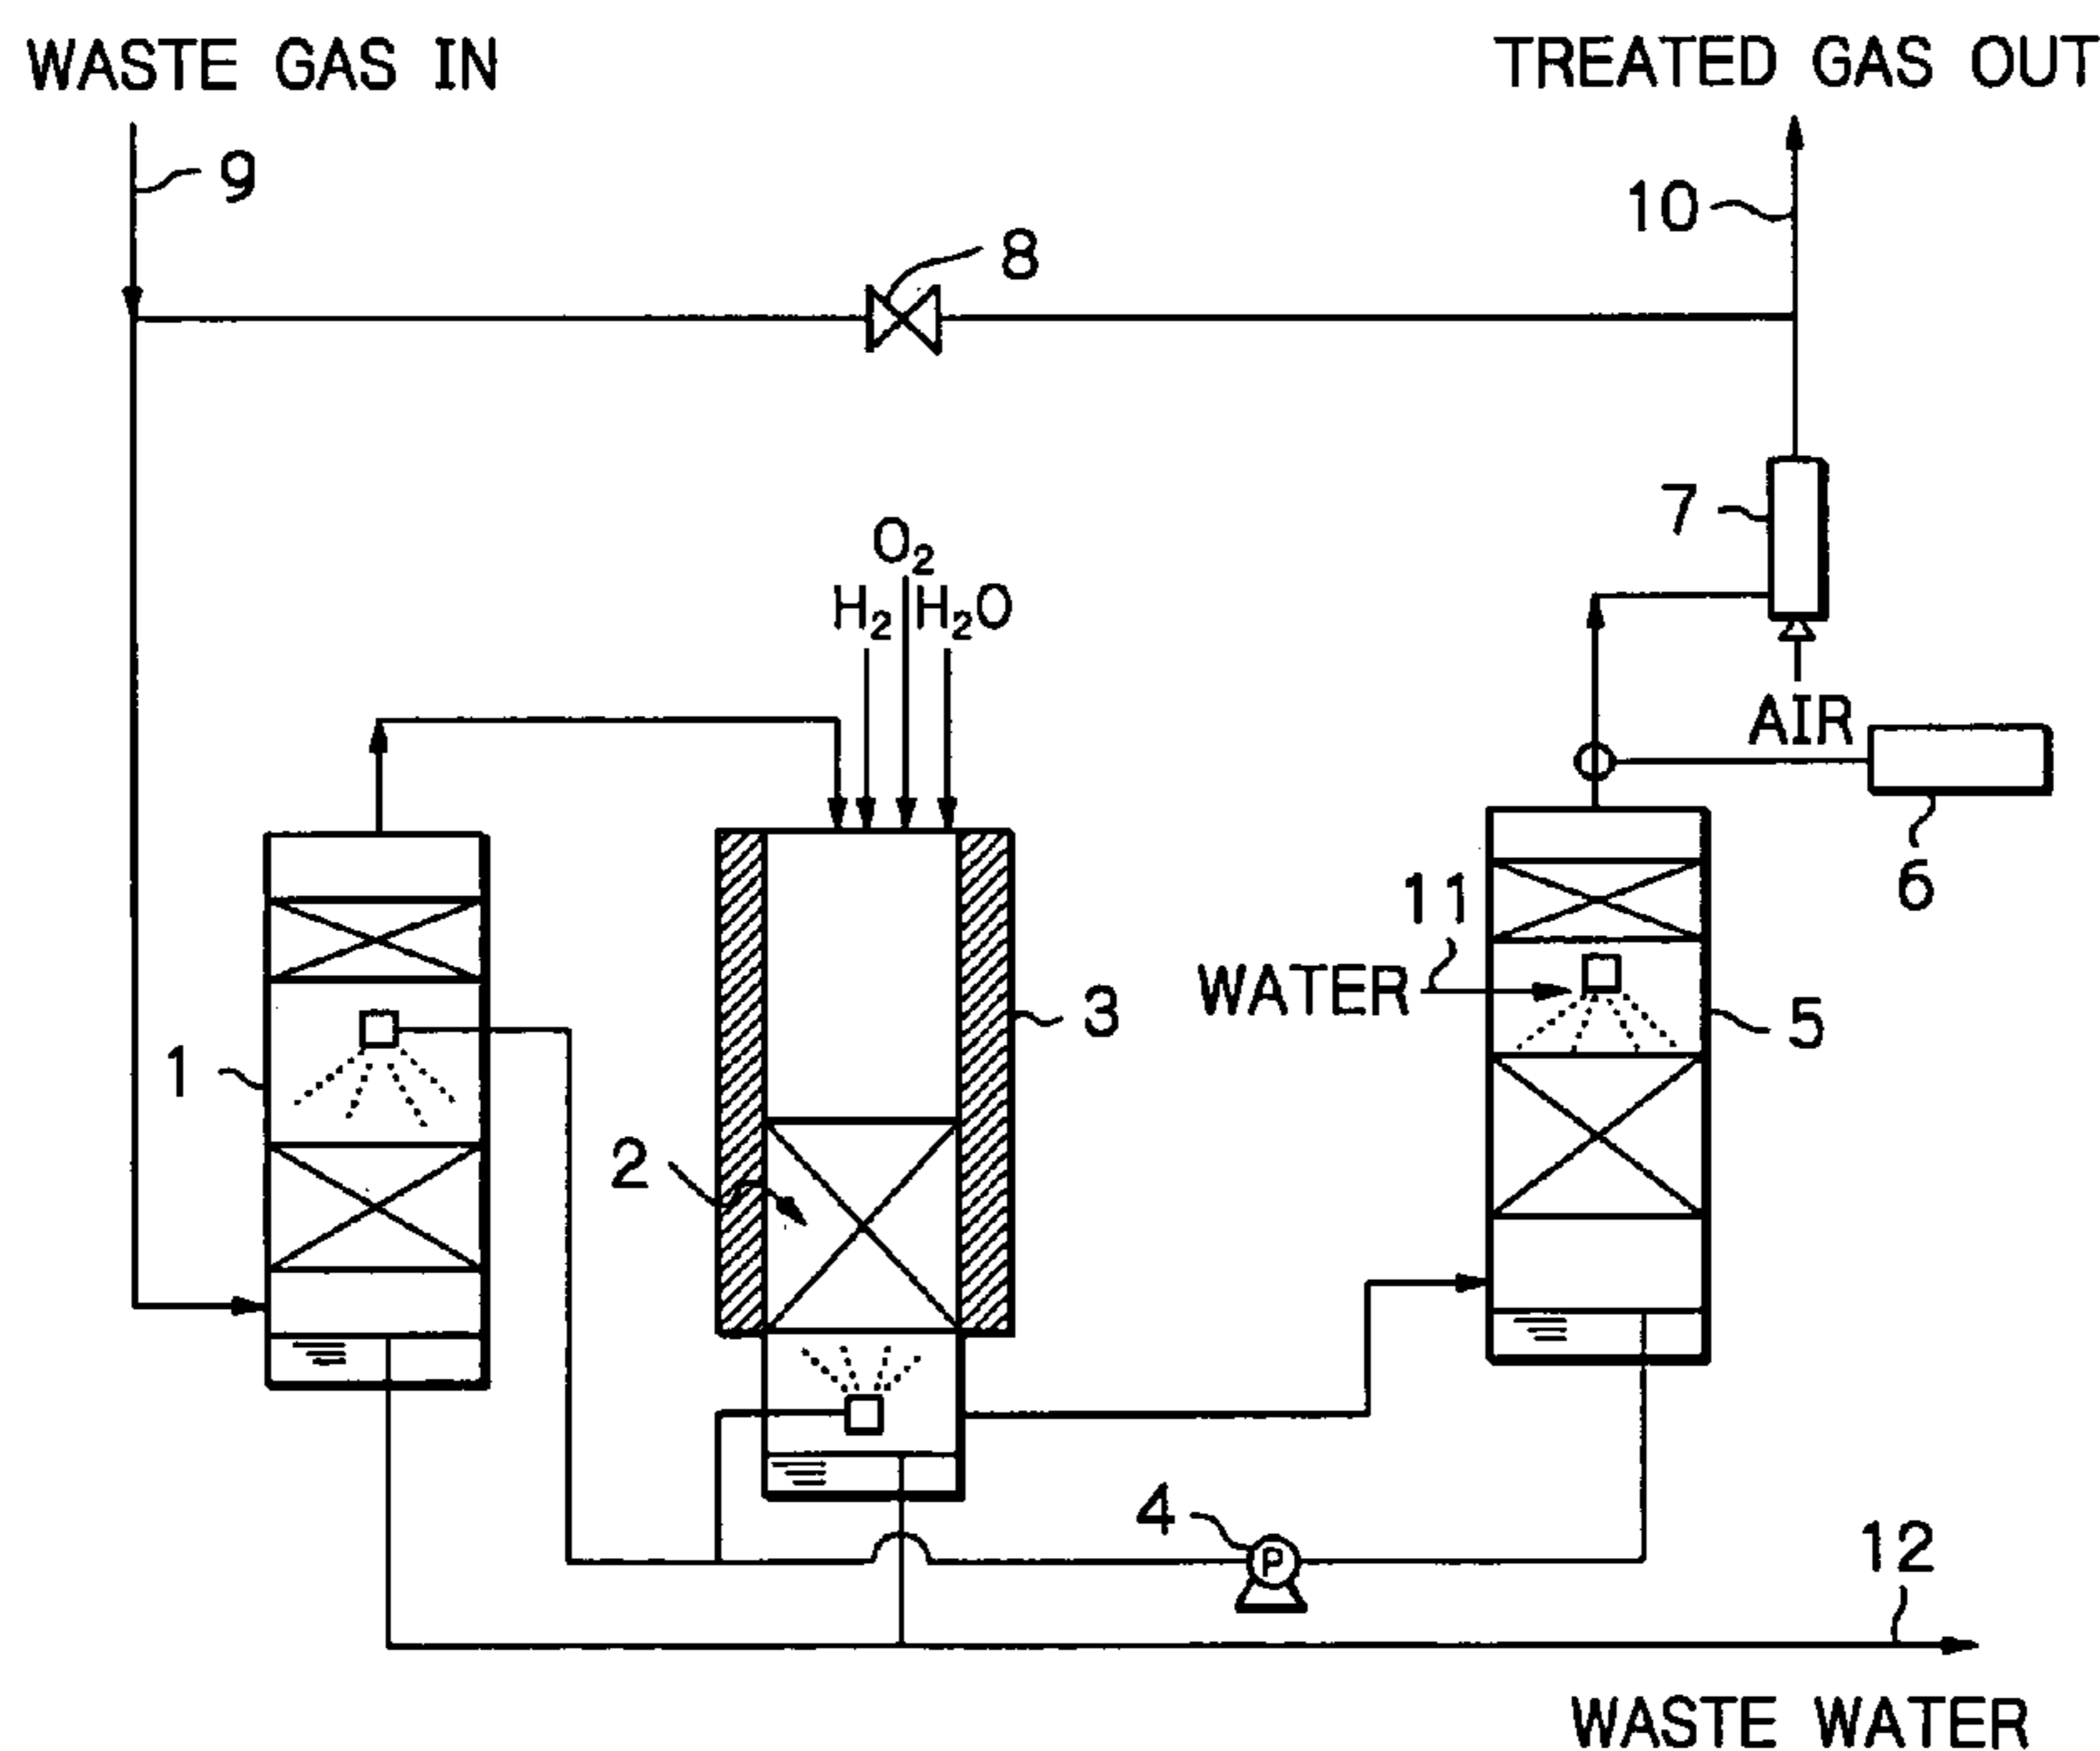 WASTE GAS IN
TREATED GAS OUT
9
10
8
7
O2
H2 H2O
AIR
6
11
WATER
3
5
1
2
4
P
12
WASTE WATER